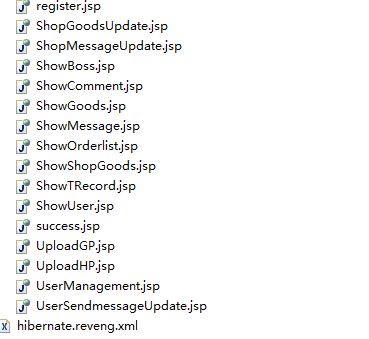 register.jsp
ShopGoodsUpdate.jsp
ShopMessageUpdate.jsp
ShowBoss.jsp
ShowComment.jsp
ShowGoods.jsp
ShowMessage.jsp
ShowOrderlist.jsp
ShowShopGoods.jsp
ShowTRecord.jsp
ShowUser.jsp
success.jsp
UploadGP.jsp
UploadHP.jsp
UserManagement.jsp
UserSendmessageUpdate.jsp
hibernate.reveng.xml